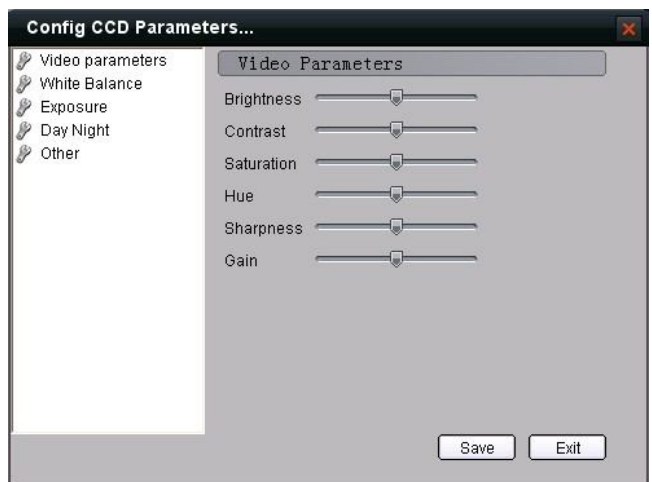 Config CCD Parameters...
Video parameters
White Balance
Exposure
Day Night
Other
Video Parameters
Brightness
Contrast
Saturation
Hue
Sharpness
Gain
Save
Exit